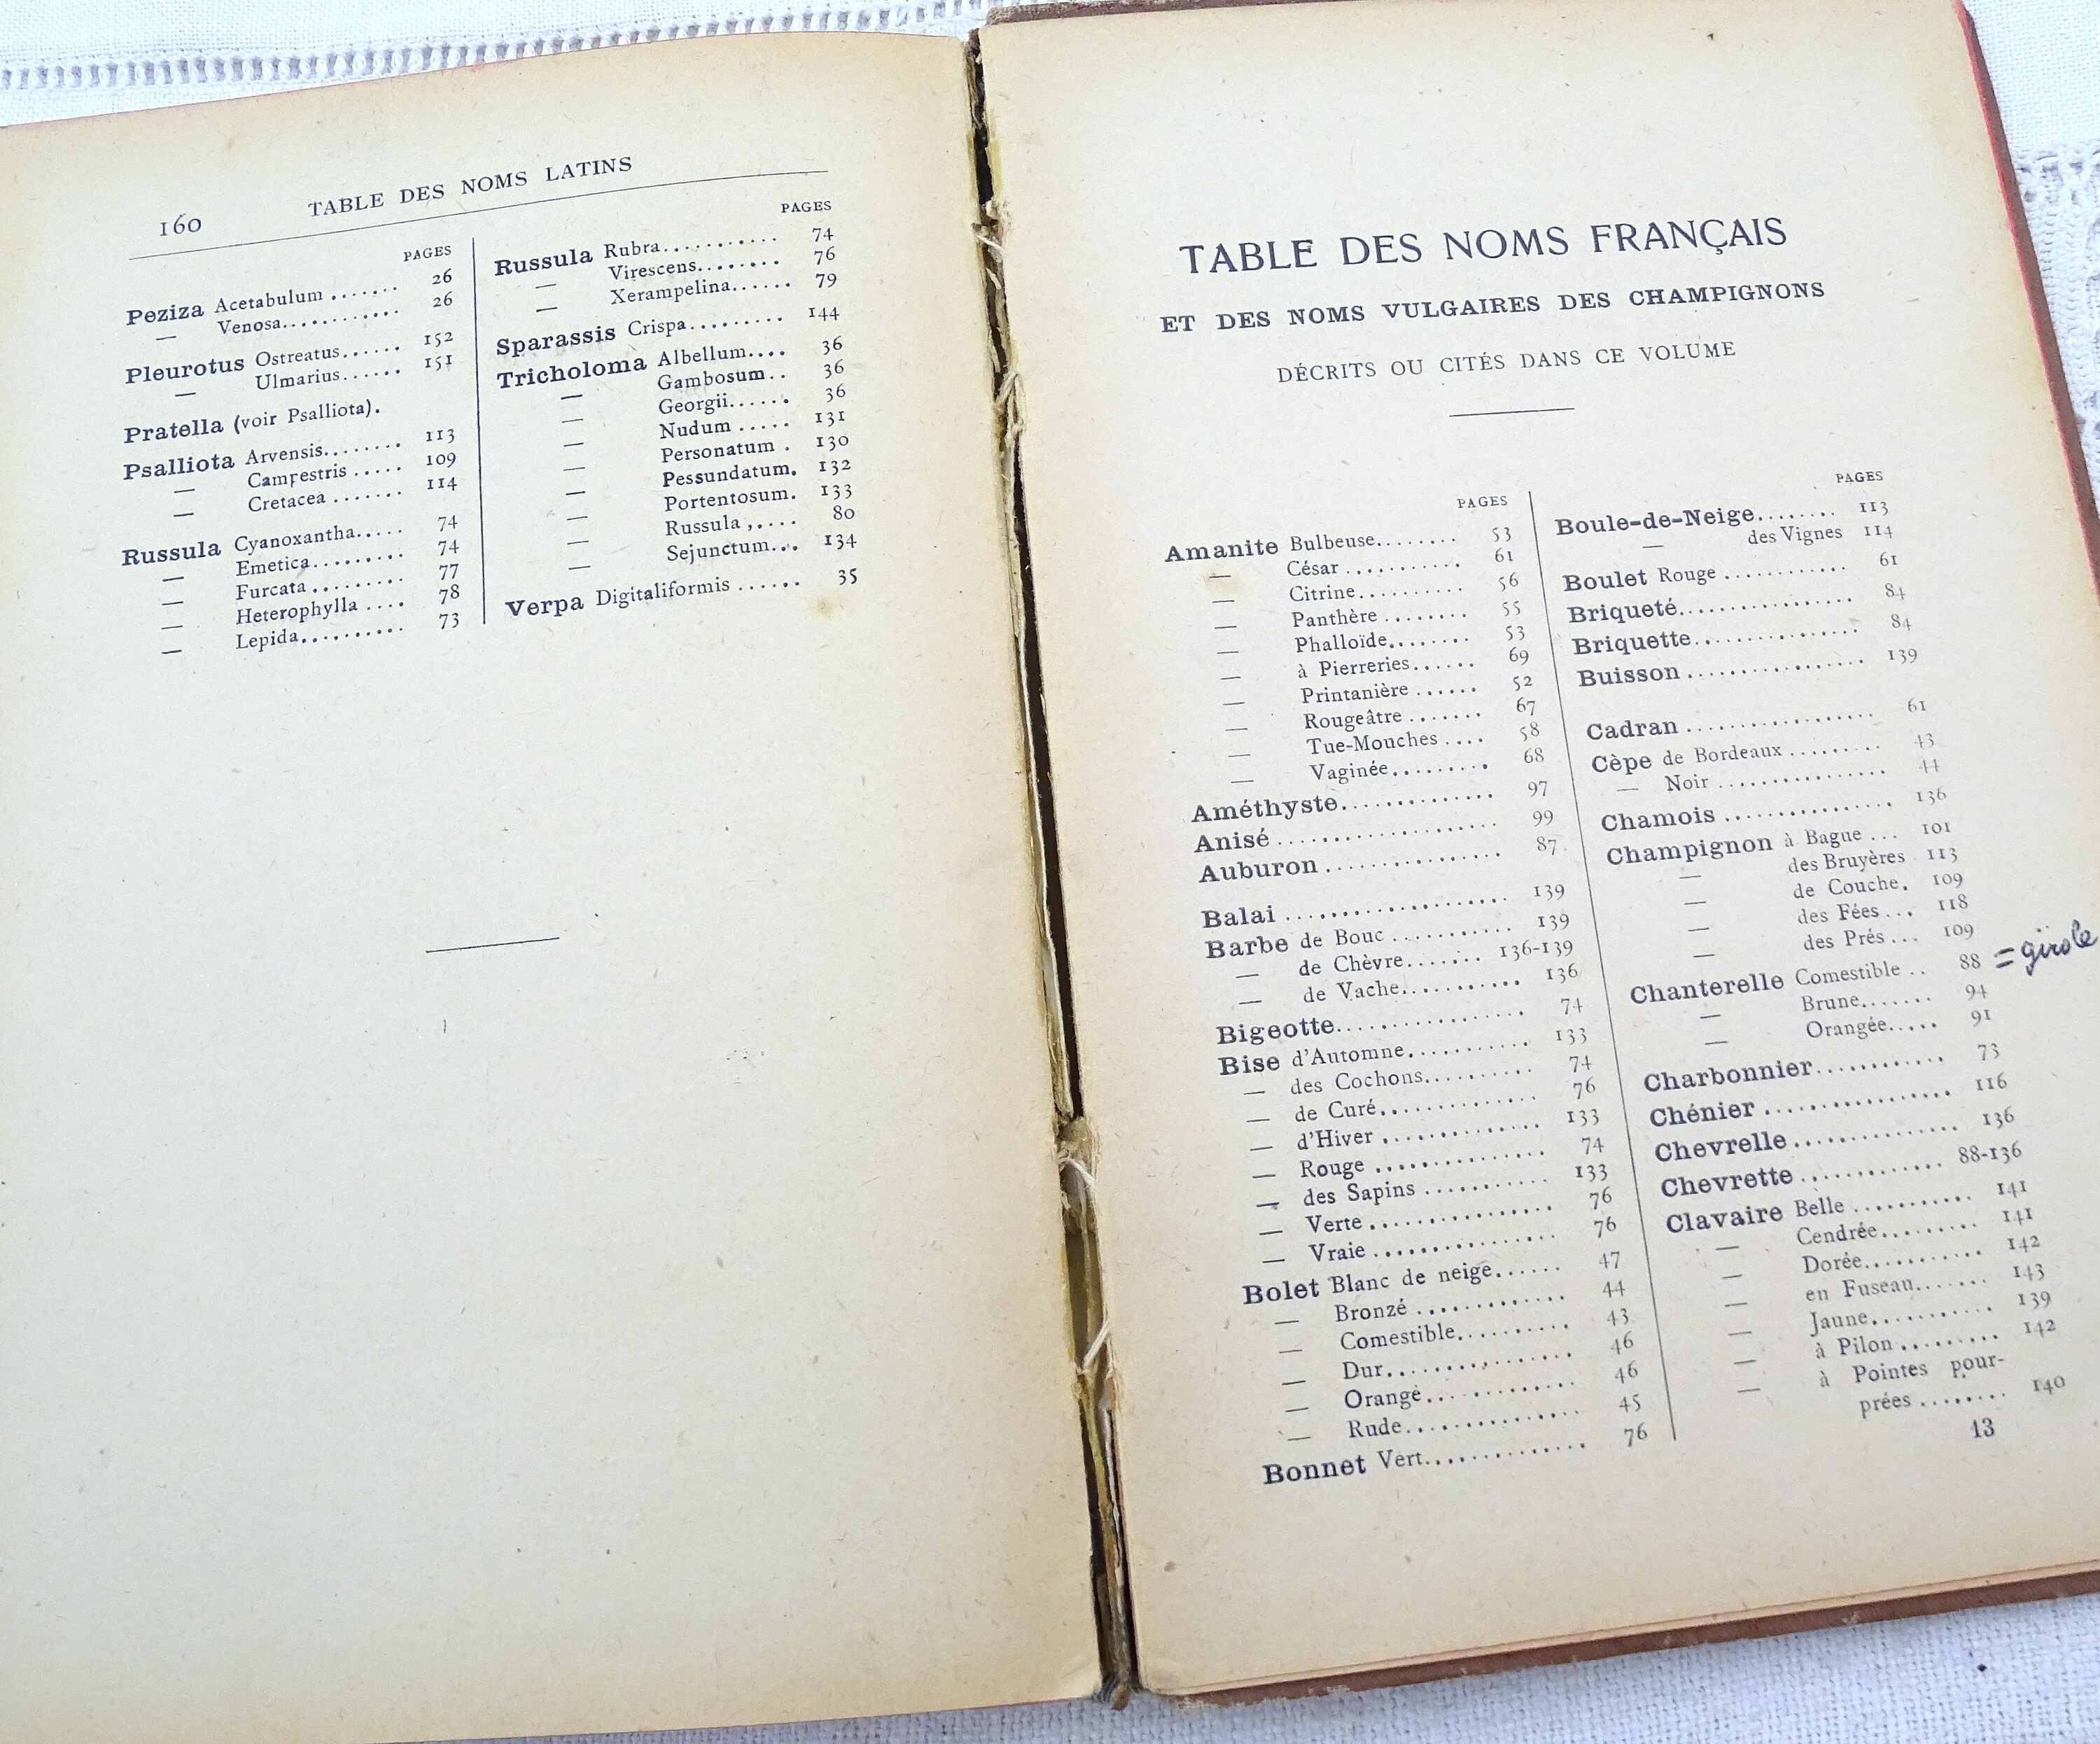 160 TABLE DES NOMS LATINS
PAGES
Peziza Acetabulum ....... 26
— Venosa............ 26
Pleurotus Ostreatus...... 152
— Ulmarius...... 151
Pratella (voir Psalliota).
Psalliota Arvensis........ 113
— Campestris ..... 109
— Cretacea ....... 114
Russula Cyanoxantha..... 74
— Emetica.......... 74
— Furcata .......... 77
— Heterophylla .... 78
— Lepida.......... 73
PAGES
Russula Rubra........... 74
— Virescens........ 76
— Xerampelina...... 79
Sparassis Crispa......... 144
Tricholoma Albellum.... 36
— Gambosum.. 36
— Georgii...... 36
— Nudum ..... 131
— Personatum . 130
— Pessundatum. 132
— Portentosum. 133
— Russula ,.... 80
— Sejunctum... 134
Verpa Digitaliformis ...... 35
TABLE DES NOMS FRANÇAIS
ET DES NOMS VULGAIRES DES CHAMPIGNONS
DÉCRITS OU CITÉS DANS CE VOLUME
PAGES
Amanite Bulbeuse........ 53
— César ........... 61
— Citrine.......... 56
— Panthère ........ 55
— Phalloïde........ 53
— à Pierreries...... 69
— Printanière ...... 52
— Rougeâtre ....... 67
— Tue-Mouches .... 58
— Vaginée......... 68
Améthyste.............. 97
Anisé .................... 99
Auburon ................ 87
Balai .................... 139
Barbe de Bouc ........... 139
— de Chèvre....... 136-139
— de Vache........... 136
Bigeotte................. 74
Bise d'Automne........... 133
— des Cochons.......... 74
— de Curé............. 76
— d'Hiver ............. 133
— Rouge .............. 74
— des Sapins ........... 133
— Verte ............... 76
— Vraie ............... 76
Bolet Blanc de neige...... 47
— Bronzé ............. 44
— Comestible.......... 43
— Dur................ 46
— Orangé............. 46
— Rude............... 45
Bonnet Vert.............. 76
PAGES
Boule-de-Neige........ 113
— des Vignes 114
Boulet Rouge ............ 61
Briqueté................. 84
Briquette................ 84
Buisson ................. 139
Cadran .................. 61
Cèpe de Bordeaux ......... 43
— Noir ................ 44
Chamois ................ 136
Champignon à Bague ... 101
— des Bruyères 113
— de Couche. 109
— des Fées ... 118
— des Prés ... 109
Chanterelle Comestible .. 88 = girole
— Brune....... 94
— Orangée..... 91
Charbonnier............ 73
Chénier ................. 116
Chevrelle............... 136
Chevrette ............. 88-136
Clavaire Belle ........... 141
— Cendrée......... 141
— Dorée........... 142
— en Fuseau....... 143
— Jaune........... 139
— à Pilon ......... 142
— à Pointes pour-
prées ........ 140
13